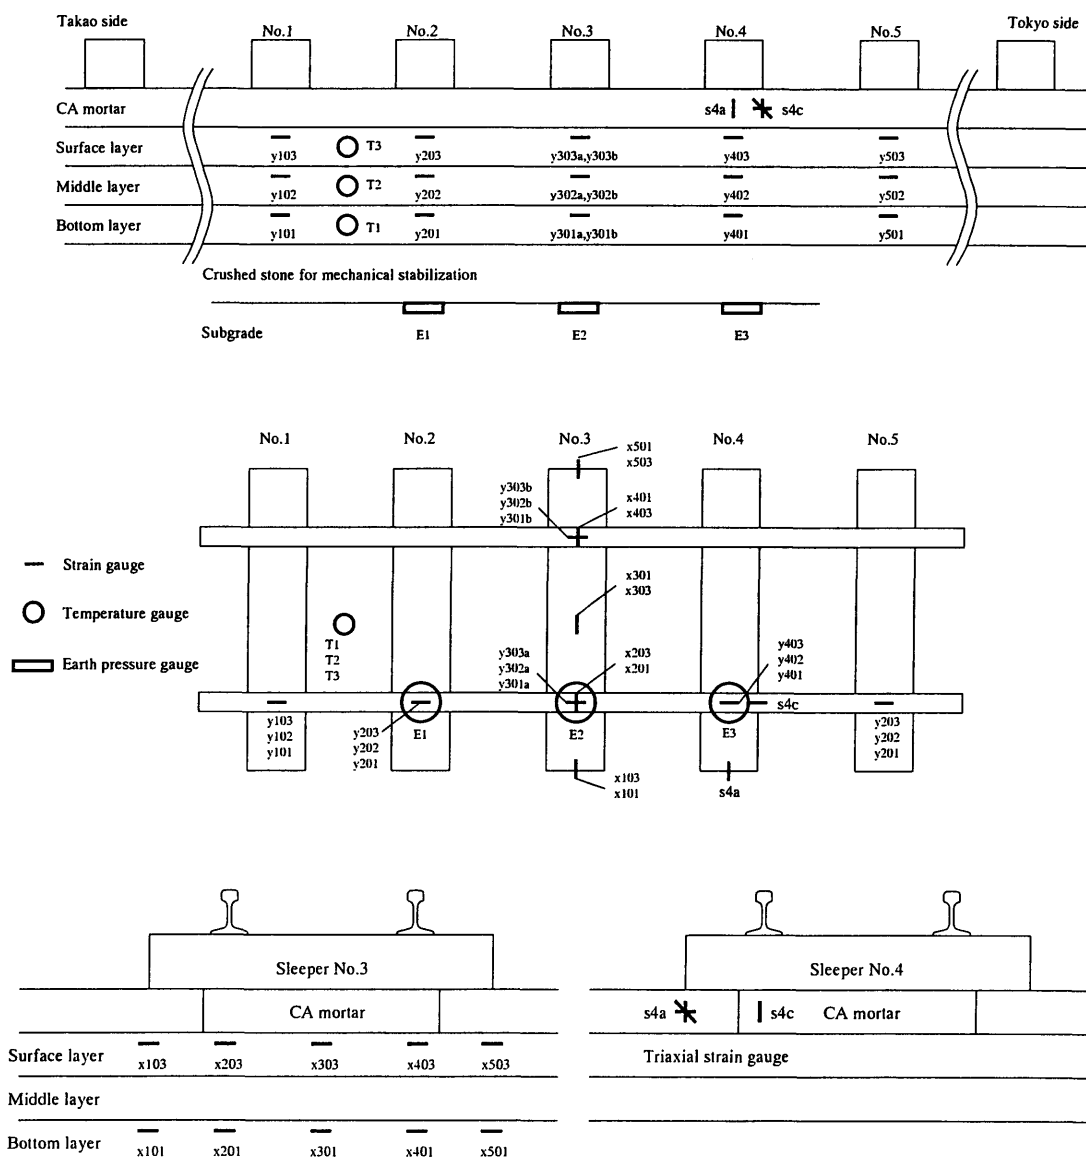 Takao side
Tokyo side
No.1
No.2
No.3
No.4
No.5
CA mortar
s4a
s4c
Surface layer
y103
T3
y203
y303a,y303b
y403
y503
Middle layer
y102
T2
y202
y302a,y302b
y402
y502
Bottom layer
y101
T1
y201
y301a,y301b
y401
y501
Crushed stone for mechanical stabilization
Subgrade
E1
E2
E3
No.1
No.2
No.3
No.4
No.5
x501
x503
y303b
y302b
y301b
x401
x403
Strain gauge
Temperature gauge
Earth pressure gauge
x301
x303
T1
T2
T3
y303a
y302a
y301a
x203
x201
y403
y402
y401
s4c
y103
y102
y101
y203
y202
y201
E1
E2
E3
y203
y202
y201
x103
x101
s4a
Sleeper No.3
Sleeper No.4
CA mortar
s4a
s4c
CA mortar
Surface layer
x103
x203
x303
x403
x503
Triaxial strain gauge
Middle layer
Bottom layer
x101
x201
x301
x401
x501